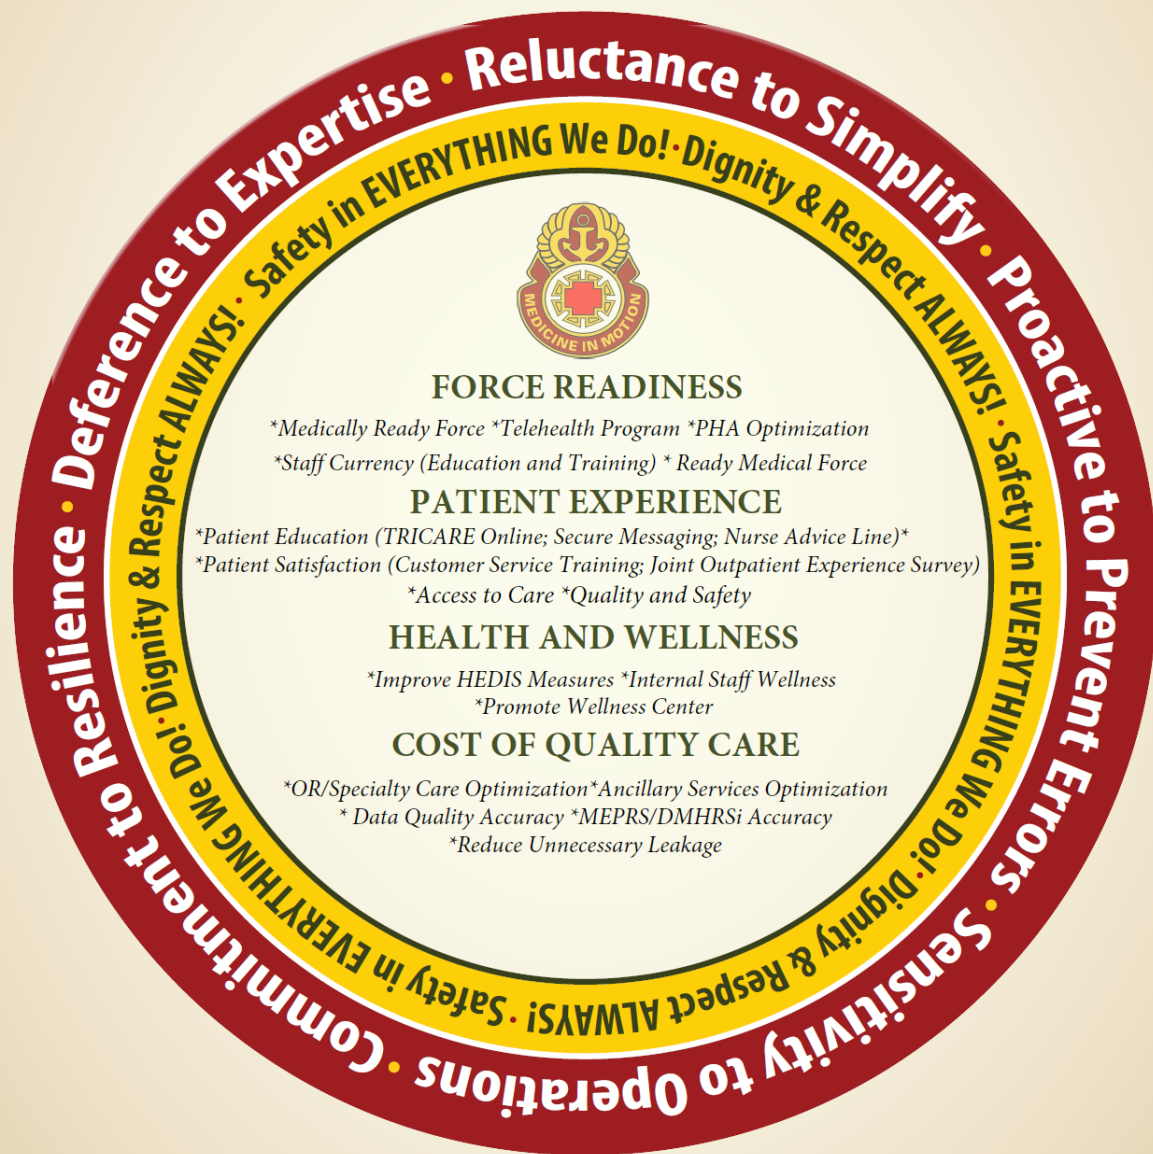 Reluctance to Simplify • Proactive to Prevent Errors • Sensitivity to Operations • Commitment to Resilience • Deference to Expertise •
Safety in EVERYTHING We Do! • Dignity & Respect ALWAYS! • Safety in EVERYTHING We Do! • Dignity & Respect ALWAYS! • Safety in EVERYTHING We Do! • Dignity & Respect ALWAYS! •
MEDICINE IN MOTION
FORCE READINESS
*Medically Ready Force *Telehealth Program *PHA Optimization
*Staff Currency (Education and Training) * Ready Medical Force
PATIENT EXPERIENCE
*Patient Education (TRICARE Online; Secure Messaging; Nurse Advice Line)*
*Patient Satisfaction (Customer Service Training; Joint Outpatient Experience Survey)
*Access to Care *Quality and Safety
HEALTH AND WELLNESS
*Improve HEDIS Measures *Internal Staff Wellness
*Promote Wellness Center
COST OF QUALITY CARE
*OR/Specialty Care Optimization*Ancillary Services Optimization
* Data Quality Accuracy *MEPRS/DMHRSi Accuracy
*Reduce Unnecessary Leakage